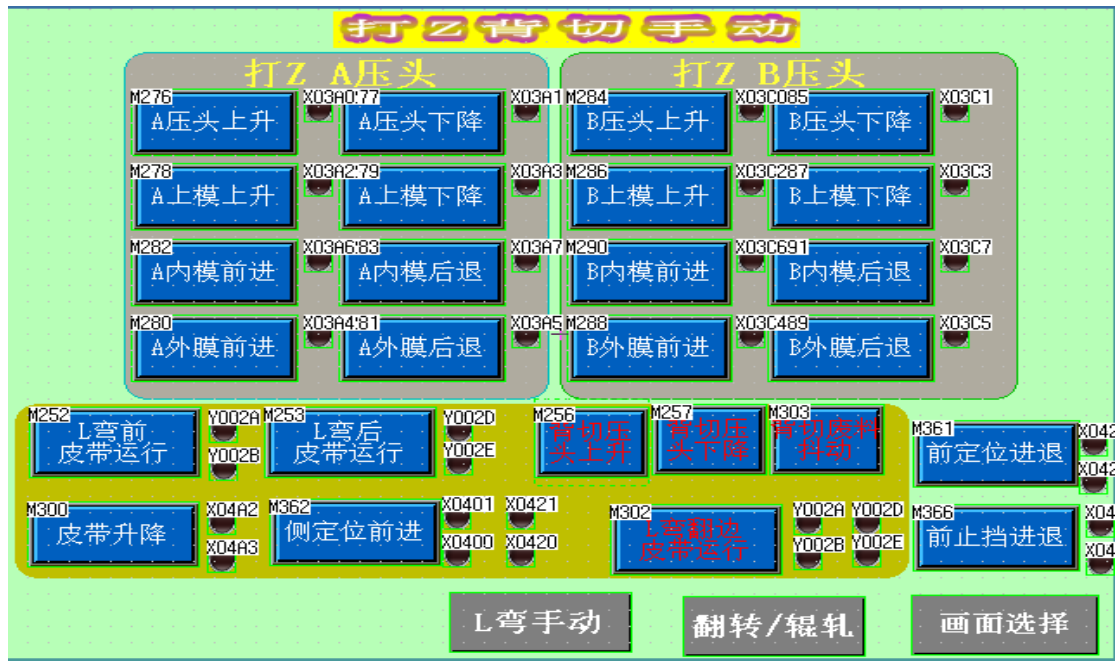 打Z背切手动
打Z A压头
打Z B压头
M276 X03A0:77 X03A1 M284 X03C085 X03C1
A压头上升 A压头下降 B压头上升 B压头下降
M278 X03A2:79 X03A3 M286 X03C287 X03C3
A上模上升 A上模下降 B上模上升 B上模下降
M282 X03A6:83 X03A7 M290 X03C691 X03C7
A内模前进 A内模后退 B内模前进 B内模后退
M280 X03A4:81 X03A5 M288 X03C489 X03C5
A外膜前进 A外膜后退 B外膜前进 B外膜后退
M252 Y002A M253 Y002D M256 M257 M303
L弯前 L弯后 背切压 背切压 背切废料 M361 X042
皮带运行 皮带运行 头上升 头下降 抖动 前定位进退
Y002B Y002E X042
M300 X04A2 M362 X0401 X0421 M302 Y002A Y002D M366 X04
皮带升降 侧定位前进 L弯翻边 前止挡进退
皮带运行
X04A3 X0400 X0420 Y002B Y002E X04
L弯手动 翻转/辊轧 画面选择